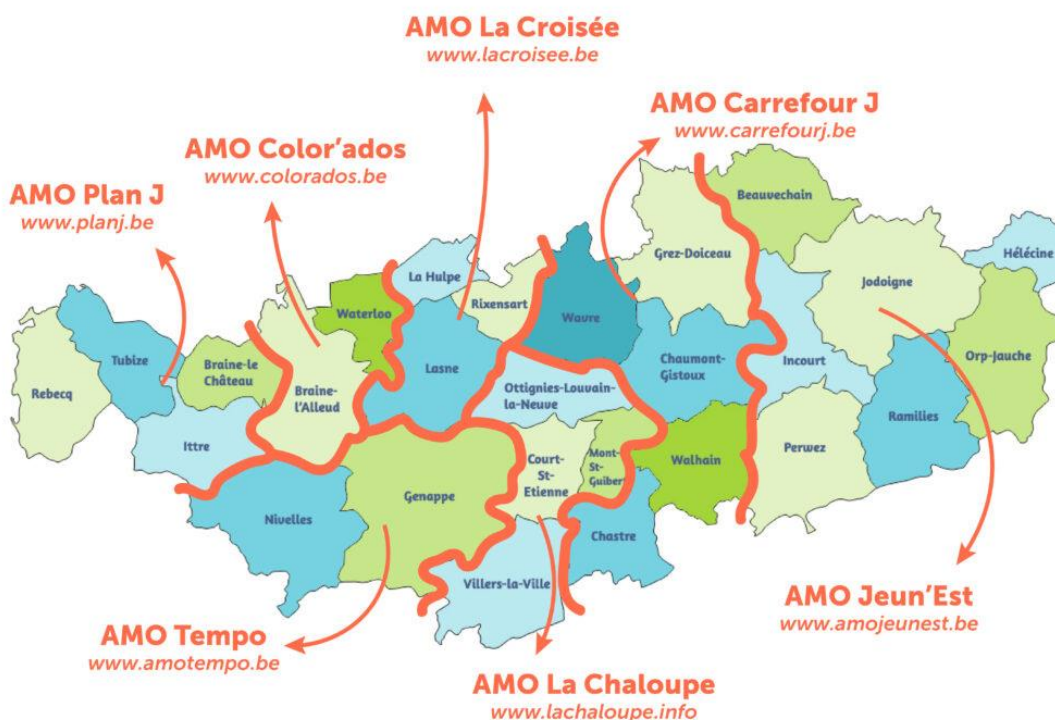 AMO La Croisée
www.lacroisee.be
AMO Carrefour J
www.carrefourj.be
AMO Color'ados
www.colorados.be
AMO Plan J
www.planj.be
Beauvechain
Hélécine
La Hulpe
Grez-Doiceau
Jodoigne
Rixensart
Waterloo
Wavre
Tubize
Braine-le
Château
Lasne
Chaumont-
Gistoux
Incourt
Orp-Jauche
Rebecq
Braine-
l'Alleud
Ottignies-Louvain-
la-Neuve
Ramilies
Ittre
Perwez
Court-
St-
Etienne
Mont-
St-
Guibert
Walhain
Genappe
Nivelles
Chastre
Villers-la-Ville
AMO Jeun'Est
www.amojeunest.be
AMO Tempo
www.amotempo.be
AMO La Chaloupe
www.lachaloupe.info